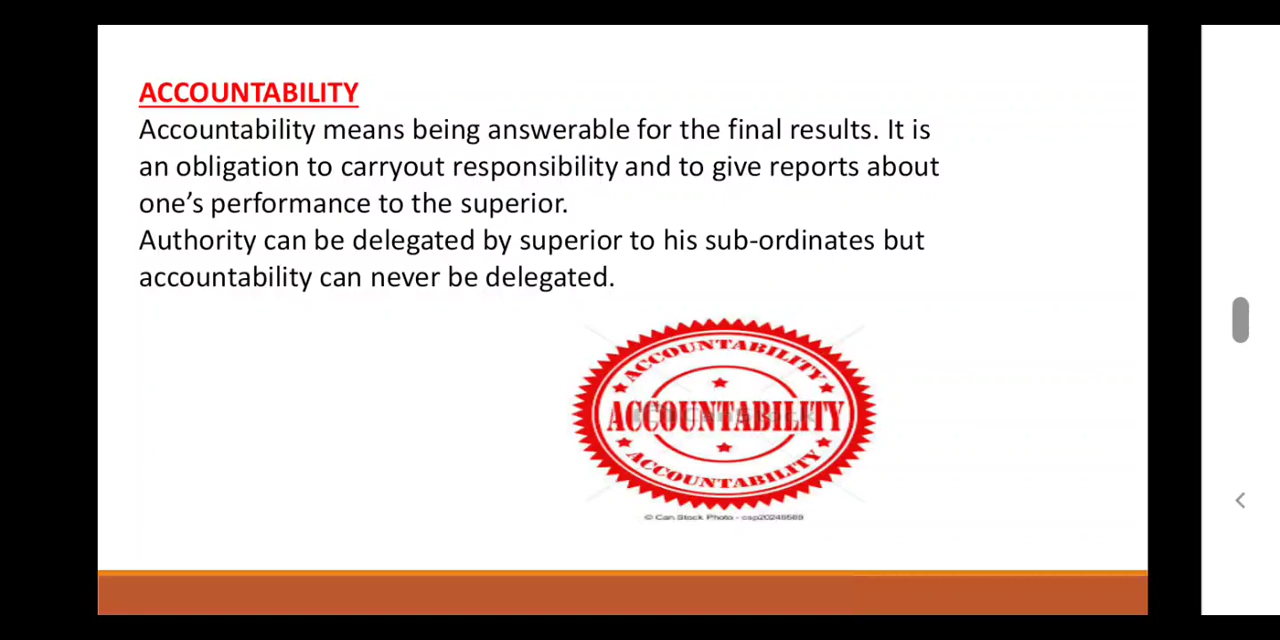 ACCOUNTABILITY
Accountability means being answerable for the final results. It is
an obligation to carryout responsibility and to give reports about
one’s performance to the superior.
Authority can be delegated by superior to his sub-ordinates but
accountability can never be delegated.
ACCOUNTABILITY
ACCOUNTABILITY
ACCOUNTABILITY
© Can Stock Photo -